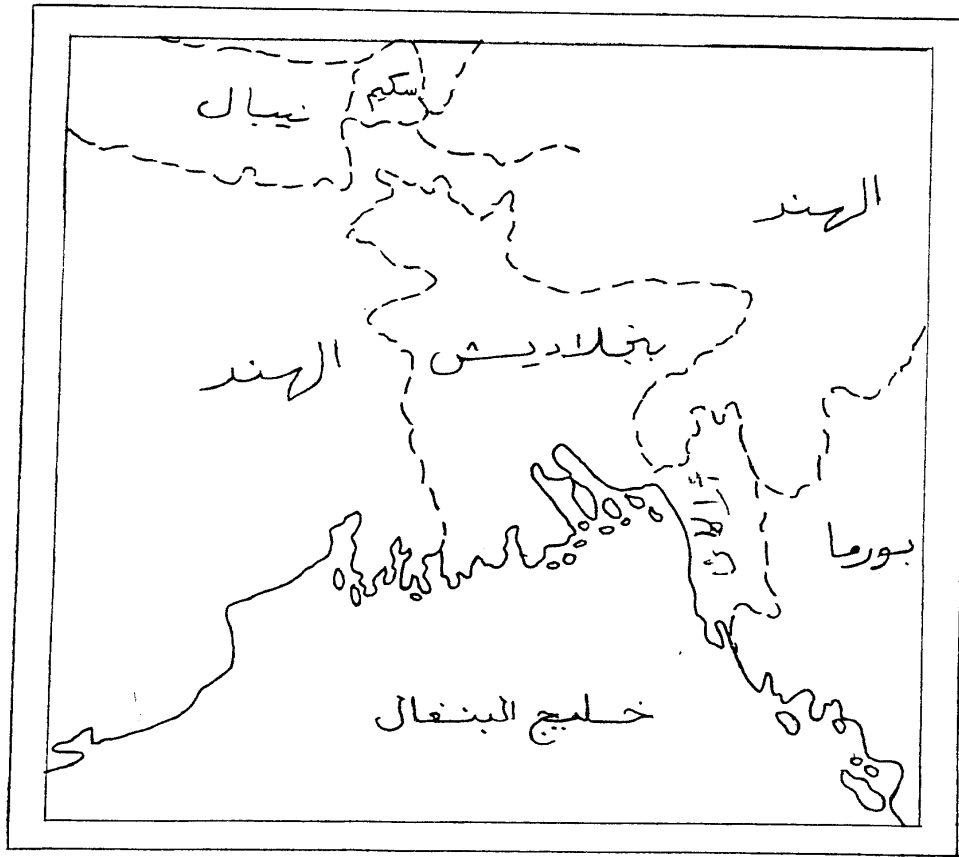 سكيم
نيبال
الهند
بنجلاديش
الهند
بورما
خليج البنغال